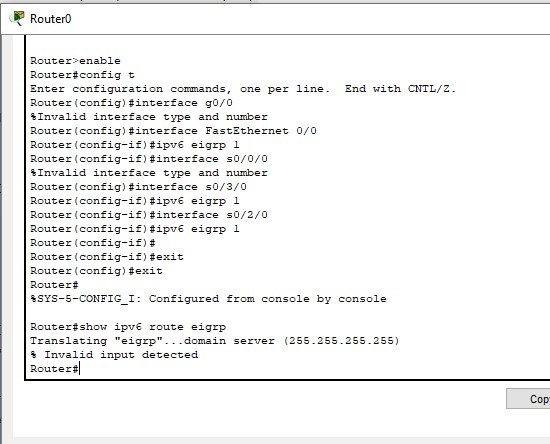 Router0
Router>enable
Router#config t
Enter configuration commands, one per line.  End with CNTL/Z.
Router(config)#interface g0/0
%Invalid interface type and number
Router(config)#interface FastEthernet 0/0
Router(config-if)#ipv6 eigrp 1
Router(config-if)#interface s0/0/0
%Invalid interface type and number
Router(config)#interface s0/3/0
Router(config-if)#ipv6 eigrp 1
Router(config-if)#interface s0/2/0
Router(config-if)#ipv6 eigrp 1
Router(config-if)#
Router(config-if)#exit
Router(config)#exit
Router#
%SYS-5-CONFIG_I: Configured from console by console
Router#show ipv6 route eigrp
Translating "eigrp"...domain server (255.255.255.255)
% Invalid input detected
Router#
Cop